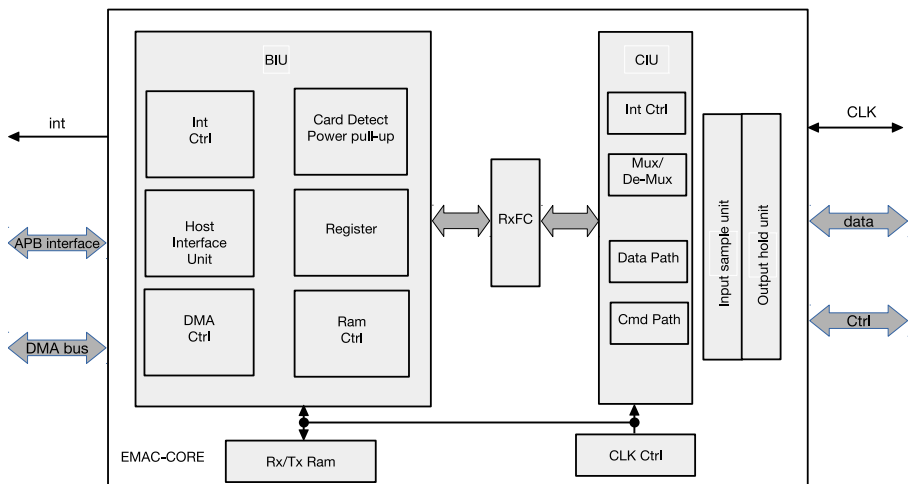 BIU
Int
Ctrl
Card Detect
Power pull-up
Host
Interface
Unit
Register
DMA
Ctrl
Ram
Ctrl
RxFC
CIU
Int Ctrl
Mux/
De-Mux
Data Path
Cmd Path
Input sample unit
Output hold unit
int
APB interface
DMA bus
CLK
data
Ctrl
EMAC-CORE
Rx/Tx Ram
CLK Ctrl